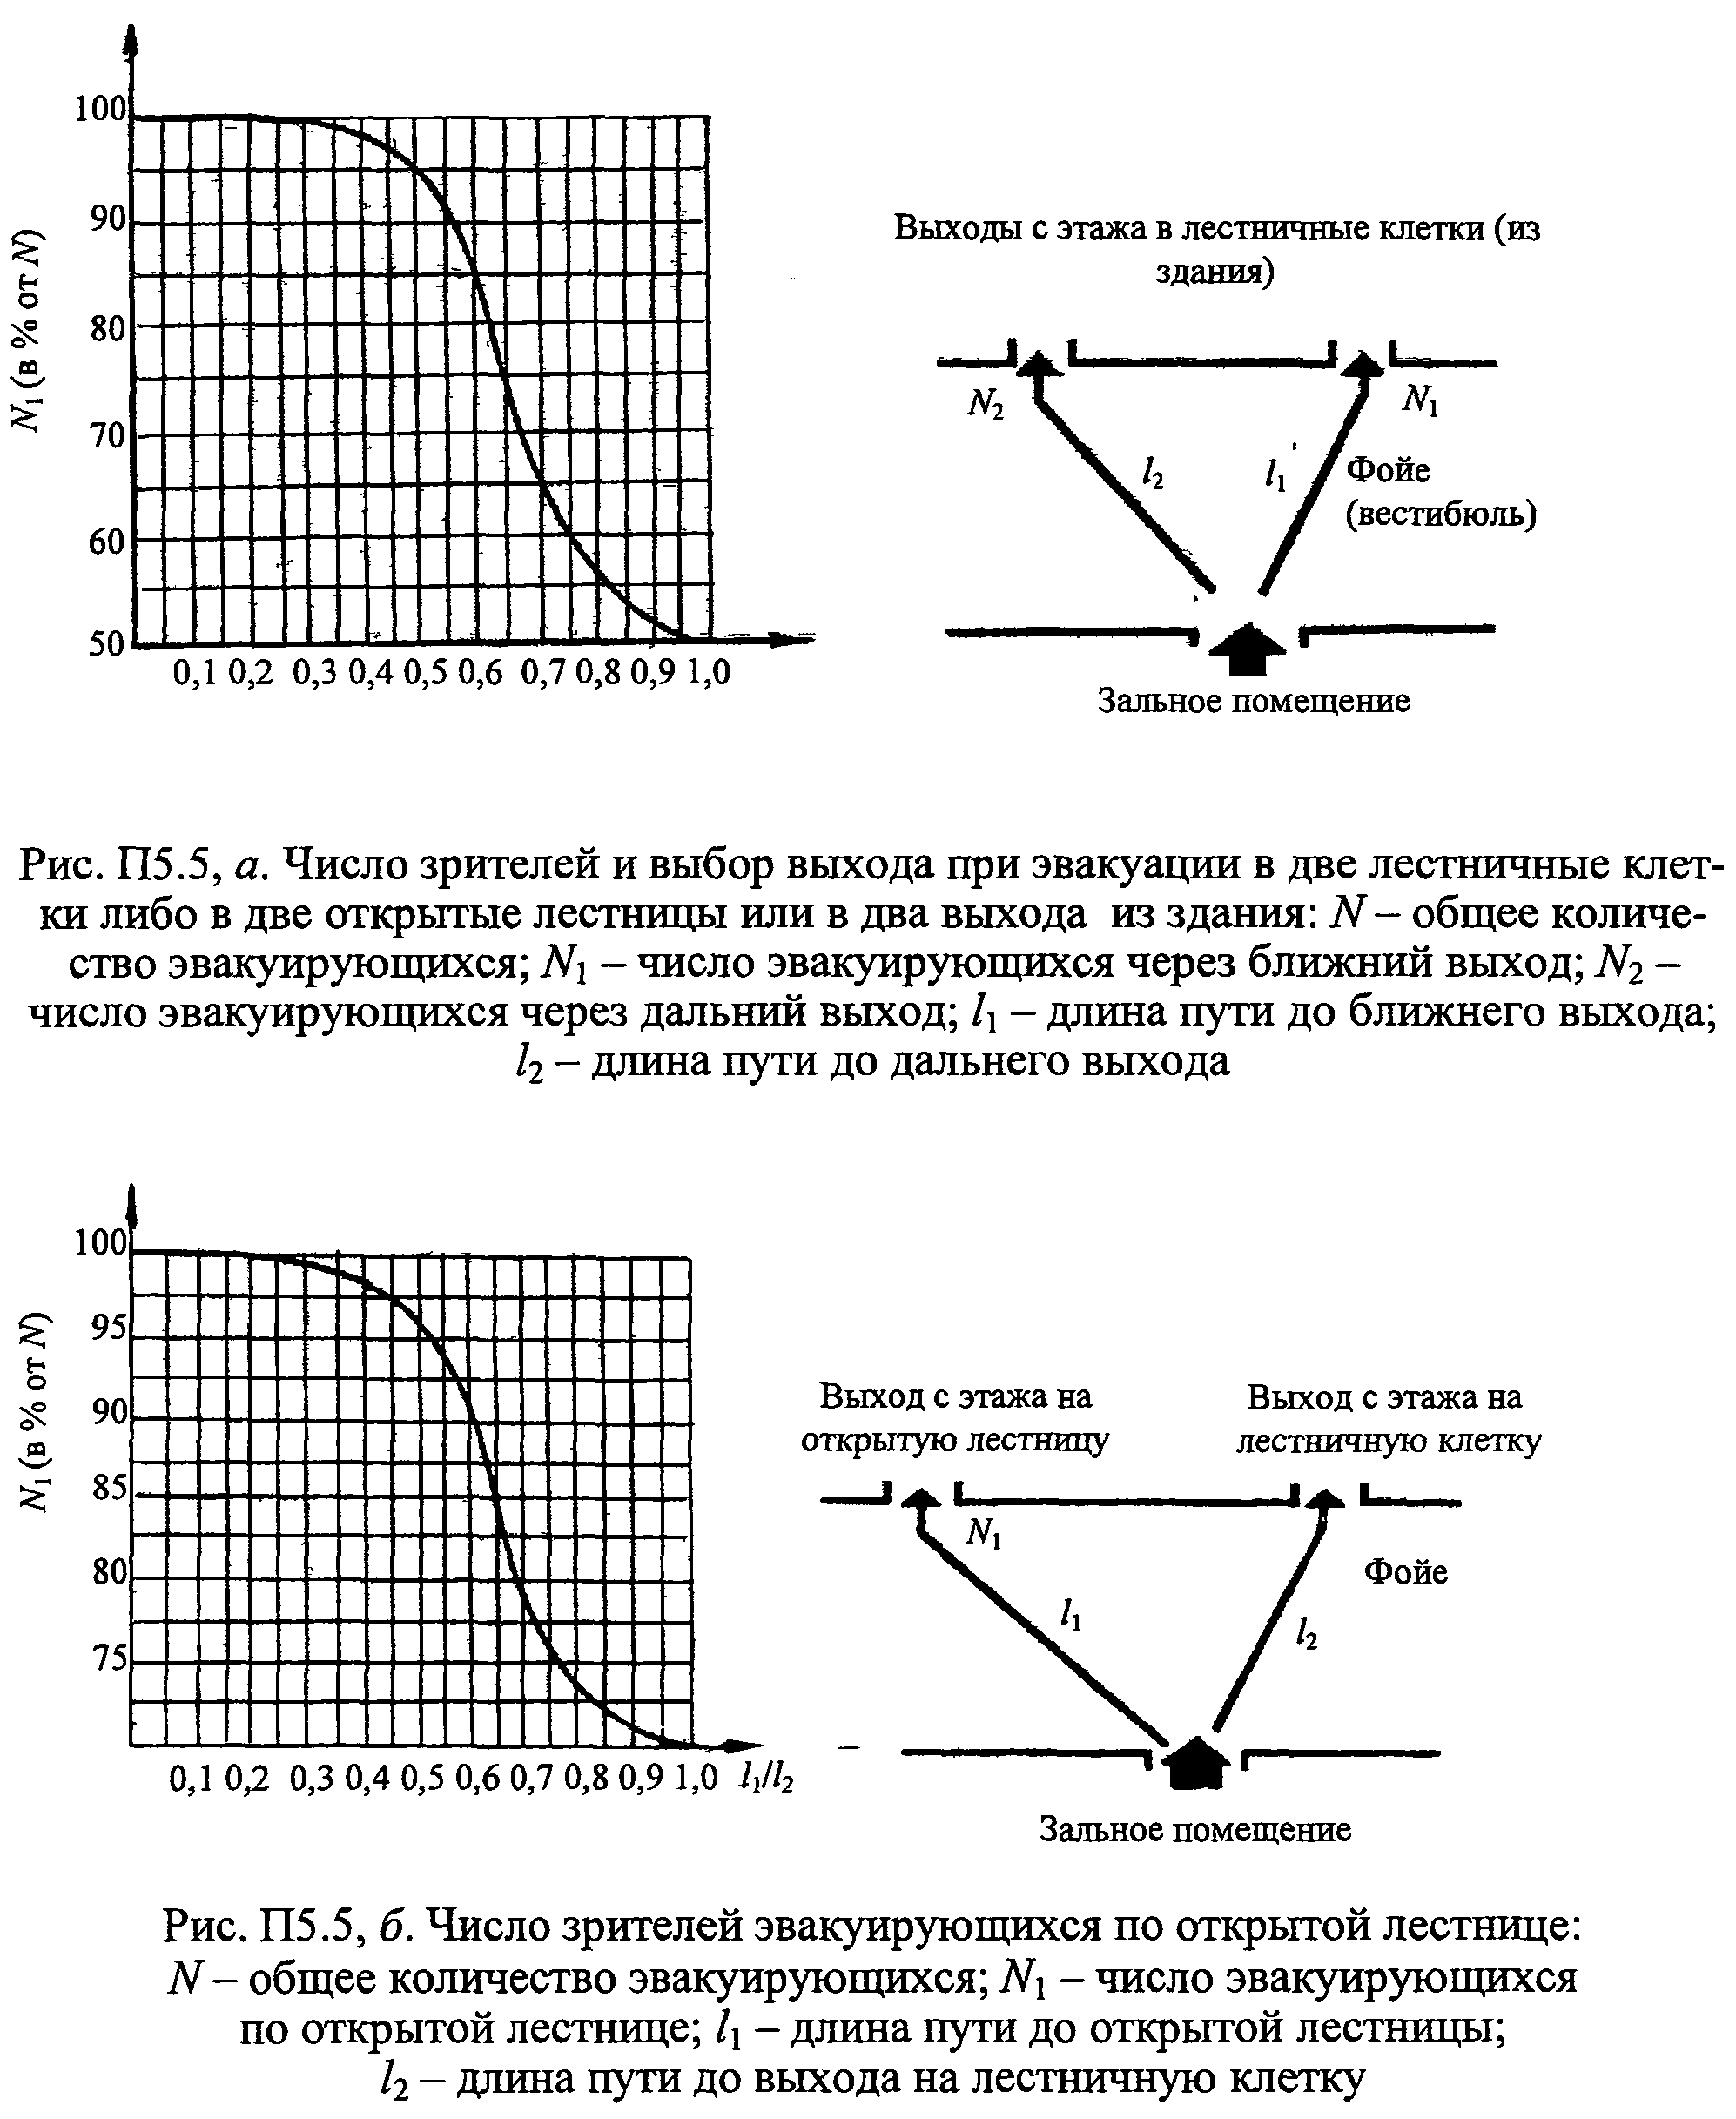 100
90
80
70
60
50
N₁ (в % от N)
0,1 0,2 0,3 0,4 0,5 0,6 0,7 0,8 0,9 1,0
Выходы с этажа в лестничные клетки (из
здания)
N₂
N₁
l₂
l₁
Фойе
(вестибюль)
Зальное помещение
Рис. П5.5, а. Число зрителей и выбор выхода при эвакуации в две лестничные клет-
ки либо в две открытые лестницы или в два выхода из здания: N – общее количе-
ство эвакуирующихся; N₁ – число эвакуирующихся через ближний выход; N₂ –
число эвакуирующихся через дальний выход; l₁ – длина пути до ближнего выхода;
l₂ – длина пути до дальнего выхода
100
95
90
85
80
75
N₁ (в % от N)
0,1 0,2 0,3 0,4 0,5 0,6 0,7 0,8 0,9 1,0 l₁/l₂
Выход с этажа на
открытую лестницу
Выход с этажа на
лестничную клетку
N₁
Фойе
l₁
l₂
Зальное помещение
Рис. П5.5, б. Число зрителей эвакуирующихся по открытой лестнице:
N – общее количество эвакуирующихся; N₁ – число эвакуирующихся
по открытой лестнице; l₁ – длина пути до открытой лестницы;
l₂ – длина пути до выхода на лестничную клетку